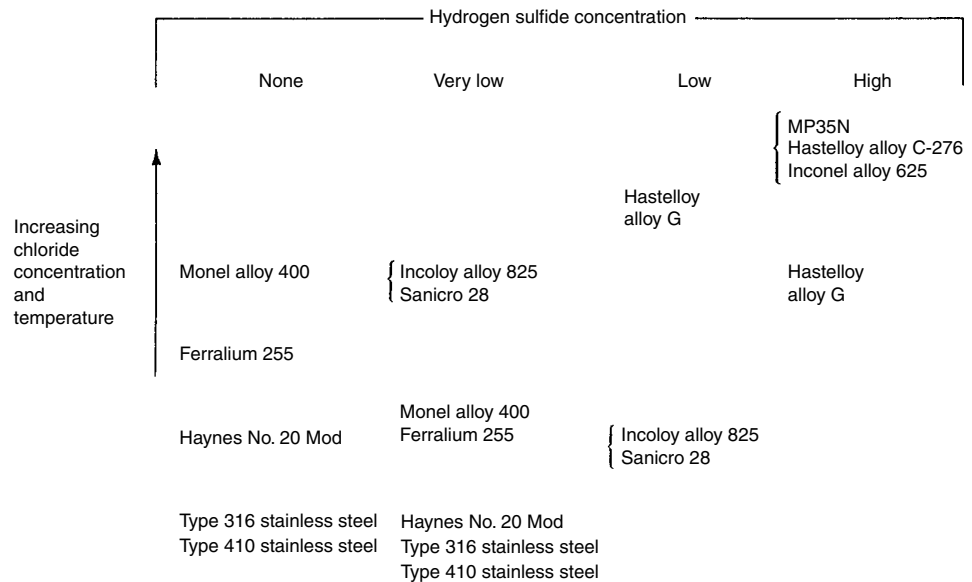 Hydrogen sulfide concentration
None
Very low
Low
High
MP35N
Hastelloy alloy C-276
Inconel alloy 625
Hastelloy
alloy G
Increasing
chloride
concentration
and
temperature
Monel alloy 400
Incoloy alloy 825
Sanicro 28
Hastelloy
alloy G
Ferralium 255
Haynes No. 20 Mod
Monel alloy 400
Ferralium 255
Incoloy alloy 825
Sanicro 28
Type 316 stainless steel
Type 410 stainless steel
Haynes No. 20 Mod
Type 316 stainless steel
Type 410 stainless steel